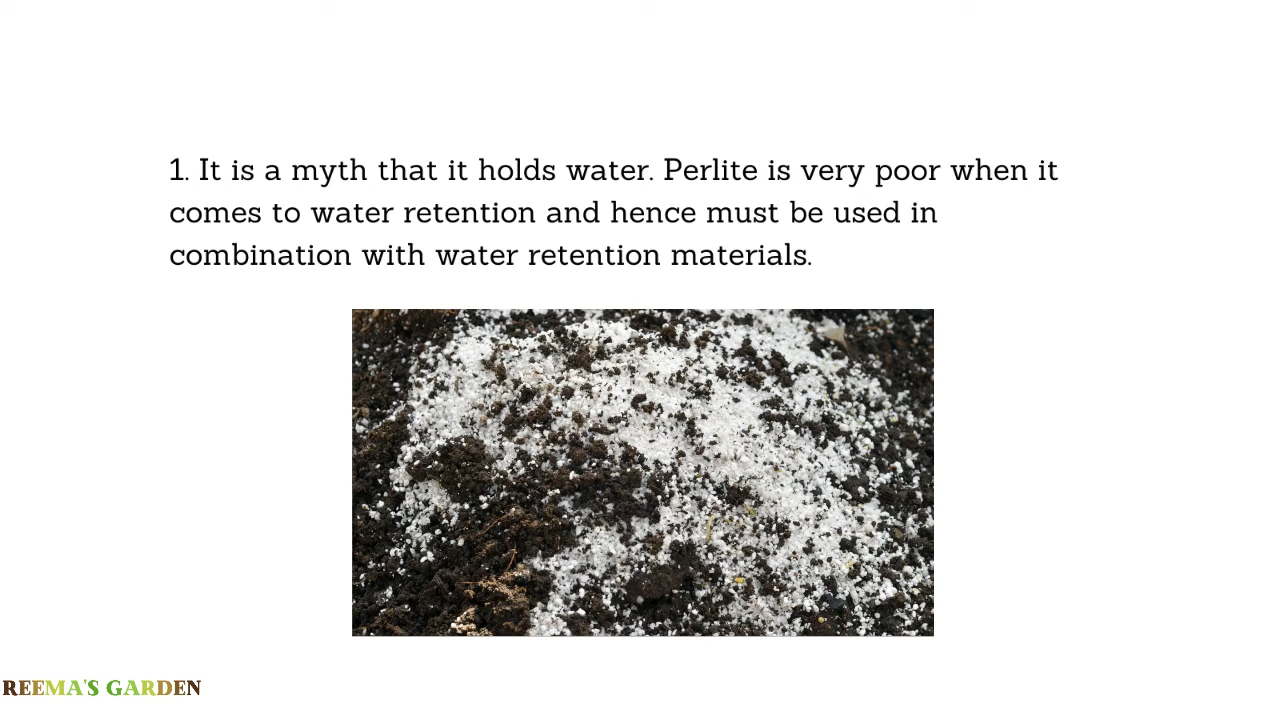 1. It is a myth that it holds water. Perlite is very poor when it
comes to water retention and hence must be used in
combination with water retention materials.
REEMA'S GARDEN